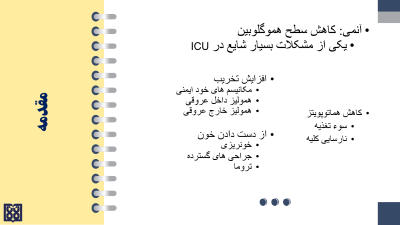 مقدمه
• آنمی: کاهش سطح هموگلوبین
• یکی از مشکلات بسیار شایع در ICU
• افزایش تخریب
• مکانیسم های خود ایمنی
• همولیز داخل عروقی
• همولیز خارج عروقی
• از دست دادن خون
• خونریزی
• جراحی های گسترده
• تروما
• کاهش هماتوپویتز
• سوء تغذیه
• نارسایی کلیه